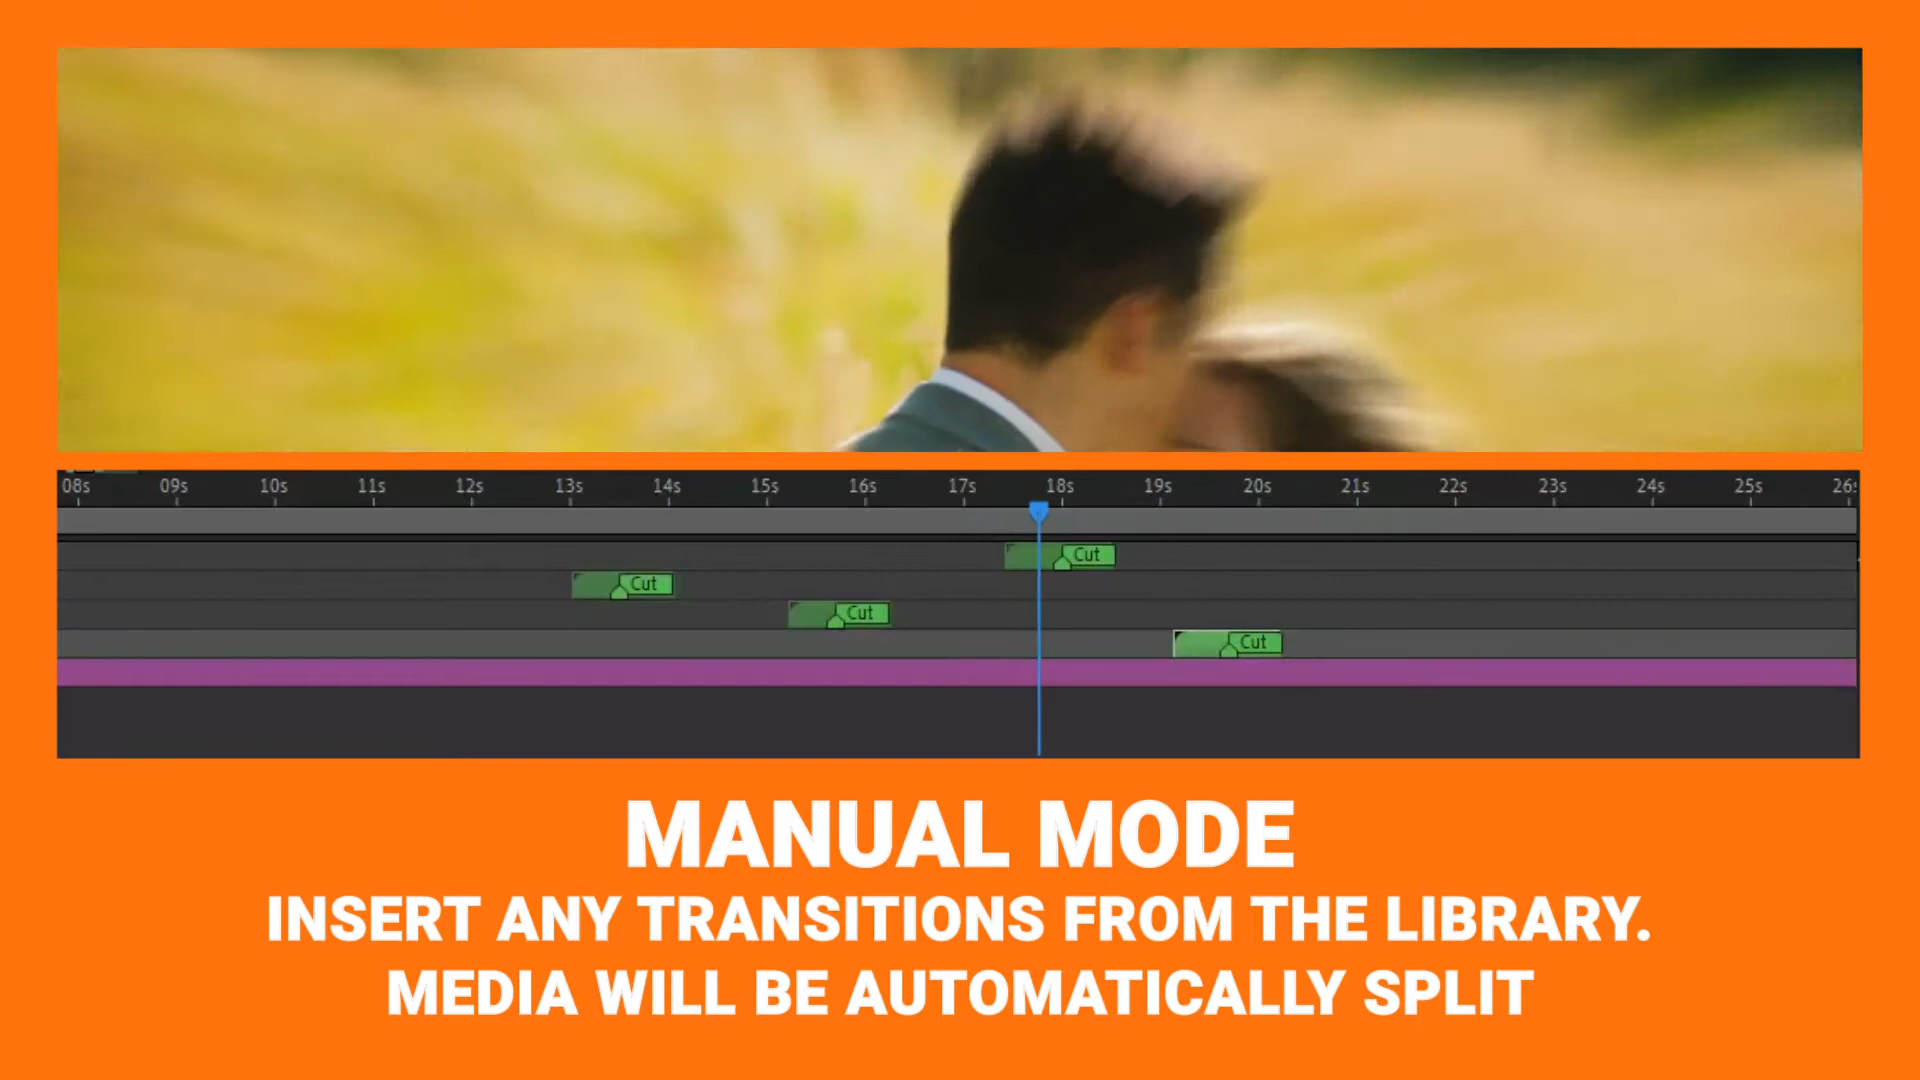 08s 09s 10s 11s 12s 13s 14s 15s 16s 17s 18s 19s 20s 21s 22s 23s 24s 25s 26s
Cut
Cut
Cut
Cut
MANUAL MODE
INSERT ANY TRANSITIONS FROM THE LIBRARY.
MEDIA WILL BE AUTOMATICALLY SPLIT